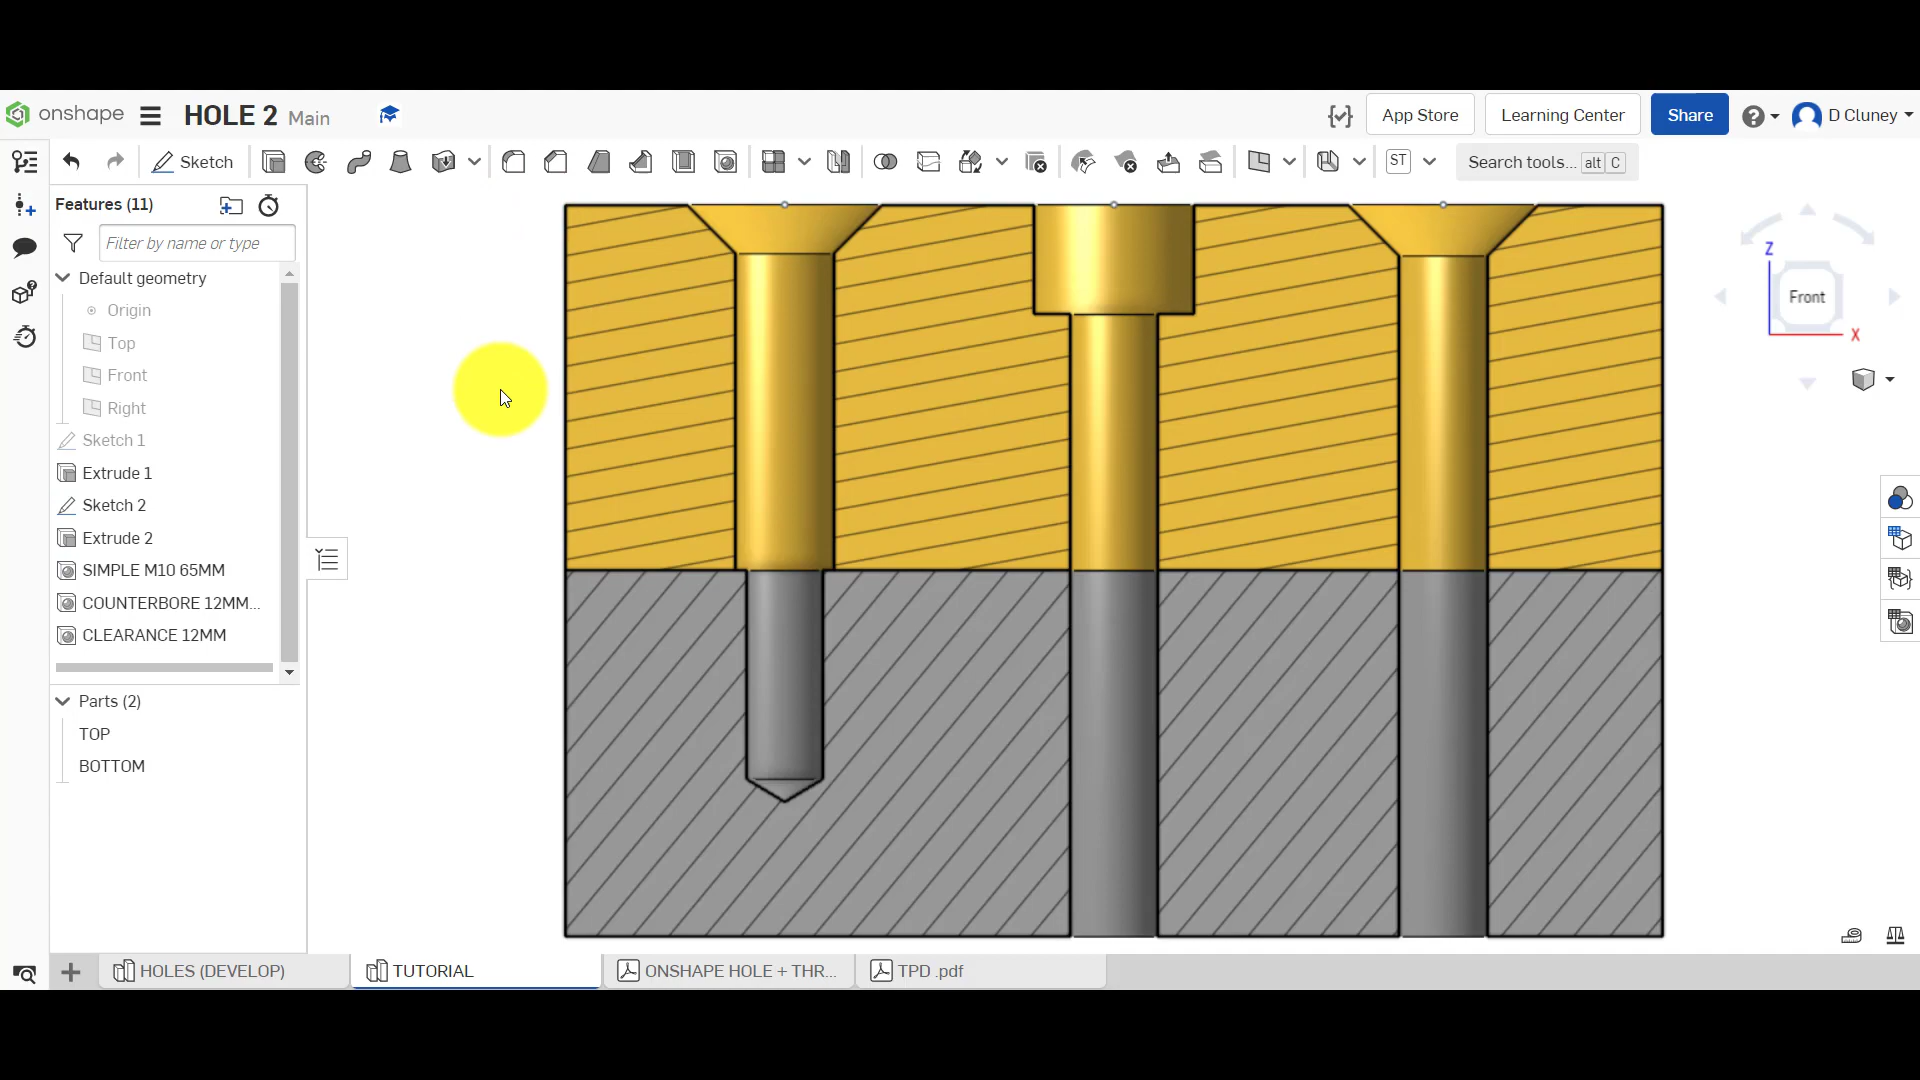 onshape HOLE 2 Main App Store Learning Center Share D Cluney
Sketch ST Search tools... alt C
Features (11)
Filter by name or type
Default geometry
Origin
Top
Front
Right
Sketch 1
Extrude 1
Sketch 2
Extrude 2
SIMPLE M10 65MM
COUNTERBORE 12MM...
CLEARANCE 12MM
Parts (2)
TOP
BOTTOM
Z
Front
X
HOLES (DEVELOP) TUTORIAL ONSHAPE HOLE + THR... TPD .pdf